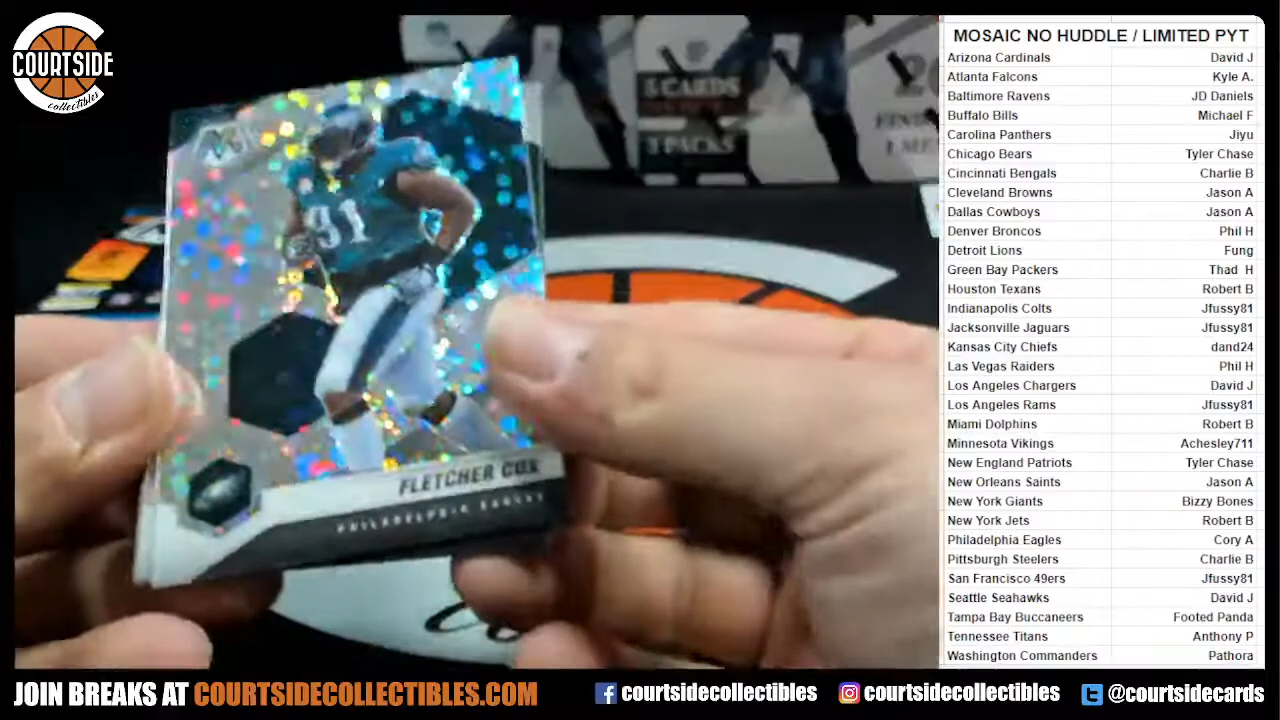 COURTSIDE
collectibles
5 CARDS
3 PACKS
91
FLETCHER COX
PHILADELPHIA EAGLES
MOSAIC NO HUDDLE / LIMITED PYT
Arizona Cardinals David J
Atlanta Falcons Kyle A.
Baltimore Ravens JD Daniels
Buffalo Bills Michael F
Carolina Panthers Jiyu
Chicago Bears Tyler Chase
Cincinnati Bengals Charlie B
Cleveland Browns Jason A
Dallas Cowboys Jason A
Denver Broncos Phil H
Detroit Lions Fung
Green Bay Packers Thad H
Houston Texans Robert B
Indianapolis Colts Jfussy81
Jacksonville Jaguars Jfussy81
Kansas City Chiefs dand24
Las Vegas Raiders Phil H
Los Angeles Chargers David J
Los Angeles Rams Jfussy81
Miami Dolphins Robert B
Minnesota Vikings Achesley711
New England Patriots Tyler Chase
New Orleans Saints Jason A
New York Giants Bizzy Bones
New York Jets Robert B
Philadelphia Eagles Cory A
Pittsburgh Steelers Charlie B
San Francisco 49ers Jfussy81
Seattle Seahawks David J
Tampa Bay Buccaneers Footed Panda
Tennessee Titans Anthony P
Washington Commanders Pathora
JOIN BREAKS AT COURTSIDECOLLECTIBLES.COM
courtsidecollectibles
courtsidecollectibles
@courtsidecards